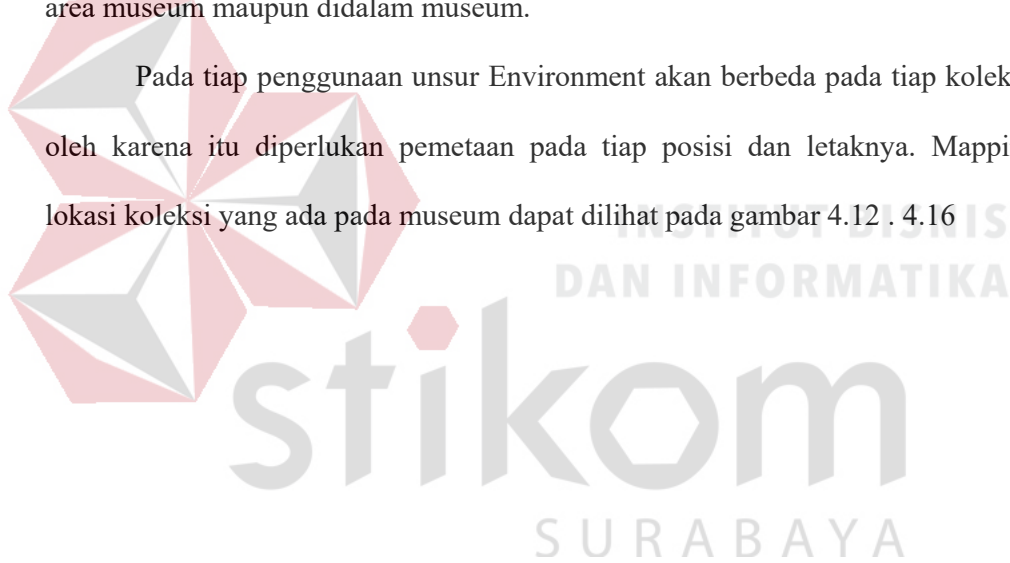 area museum maupun didalam museum.
Pada tiap penggunaan unsur Environment akan berbeda pada tiap kolek
oleh karena itu diperlukan pemetaan pada tiap posisi dan letaknya. Mappi
lokasi koleksi yang ada pada museum dapat dilihat pada gambar 4.12 . 4.16
INSTITUT BISNIS
DAN INFORMATIKA
stikom
SURABAYA